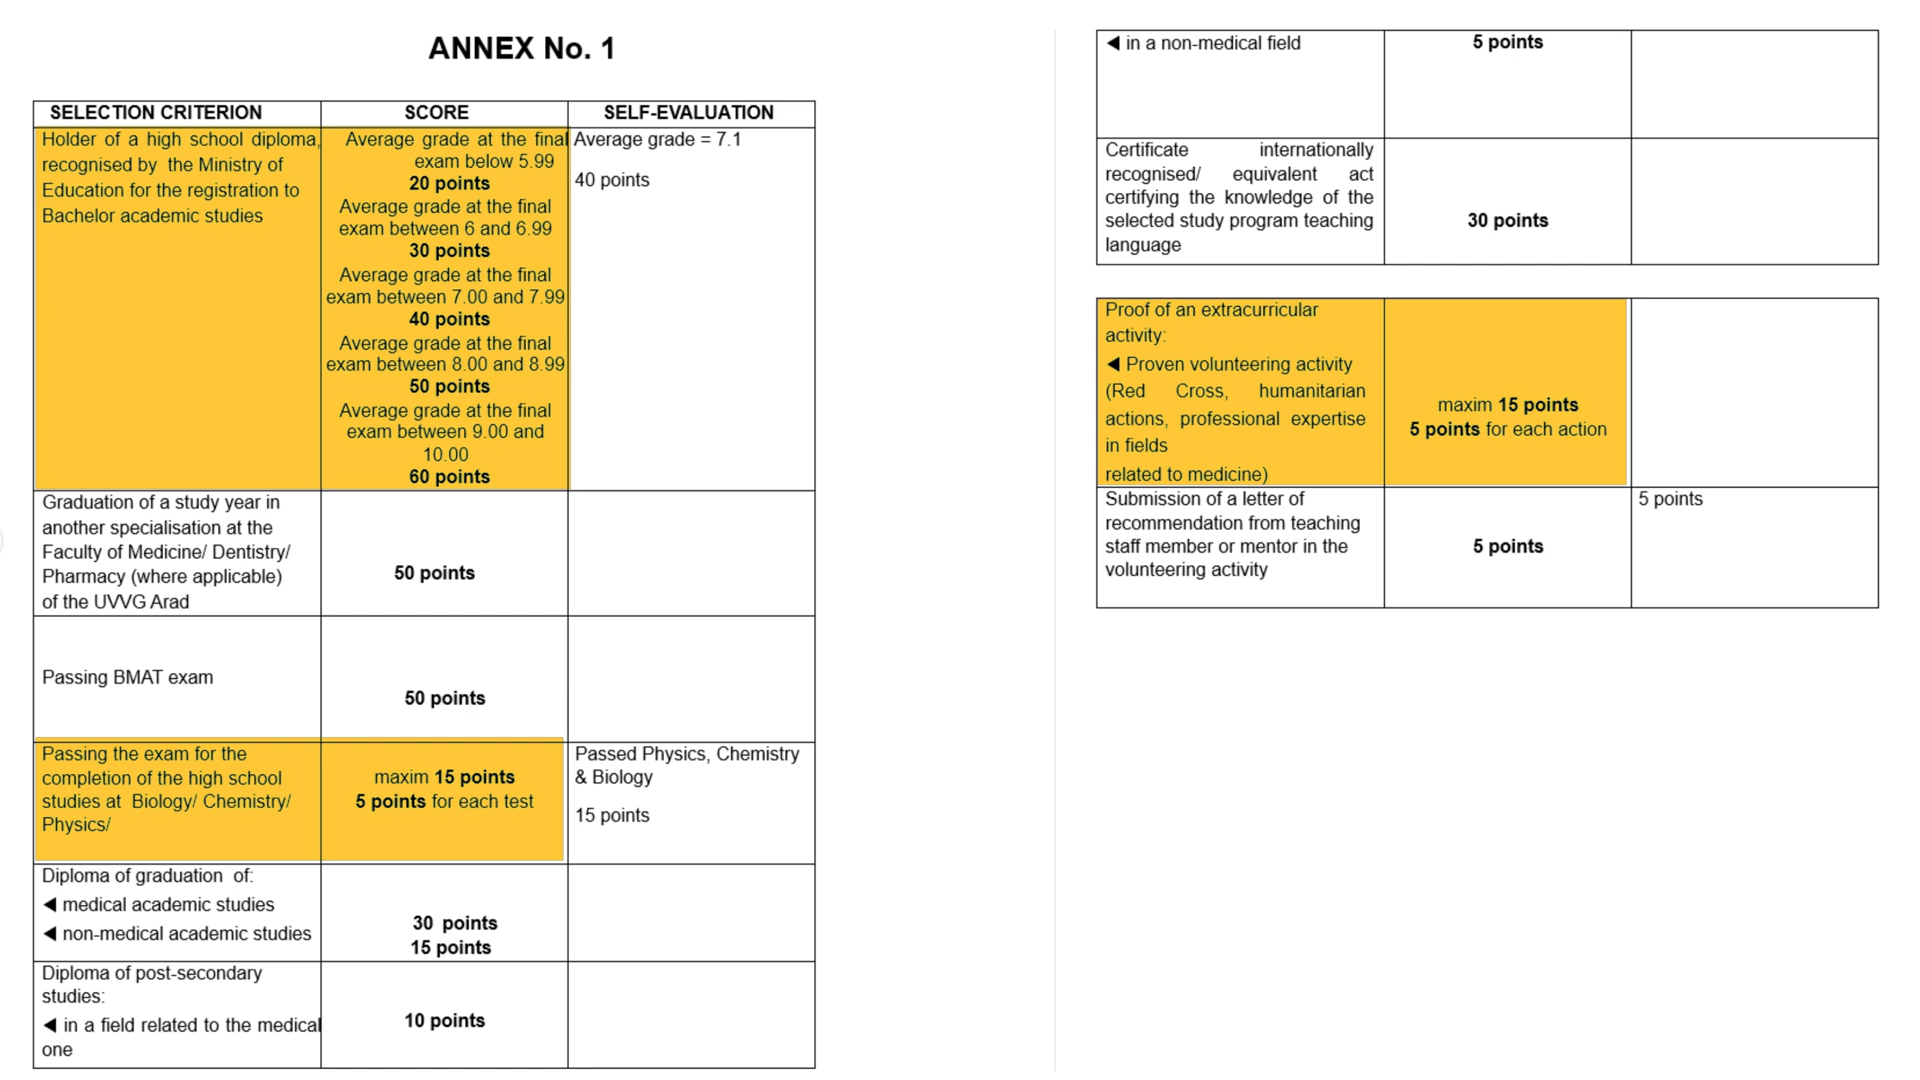 ANNEX No. 1
SELECTION CRITERION
SCORE
SELF-EVALUATION
Holder of a high school diploma,
recognised by the Ministry of
Education for the registration to
Bachelor academic studies
Average grade at the final
exam below 5.99
20 points
Average grade at the final
exam between 6 and 6.99
30 points
Average grade at the final
exam between 7.00 and 7.99
40 points
Average grade at the final
exam between 8.00 and 8.99
50 points
Average grade at the final
exam between 9.00 and
10.00
60 points
Average grade = 7.1
40 points
Graduation of a study year in
another specialisation at the
Faculty of Medicine/ Dentistry/
Pharmacy (where applicable)
of the UVVG Arad
50 points
Passing BMAT exam
50 points
Passing the exam for the
completion of the high school
studies at Biology/ Chemistry/
Physics/
maxim 15 points
5 points for each test
Passed Physics, Chemistry
& Biology
15 points
Diploma of graduation of:
◄ medical academic studies
◄ non-medical academic studies
30 points
15 points
Diploma of post-secondary
studies:
◄ in a field related to the medical
one
10 points
◄ in a non-medical field
5 points
Certificate internationally
recognised/ equivalent act
certifying the knowledge of the
selected study program teaching
language
30 points
Proof of an extracurricular
activity:
◄ Proven volunteering activity
(Red Cross, humanitarian
actions, professional expertise
in fields
related to medicine)
maxim 15 points
5 points for each action
Submission of a letter of
recommendation from teaching
staff member or mentor in the
volunteering activity
5 points
5 points